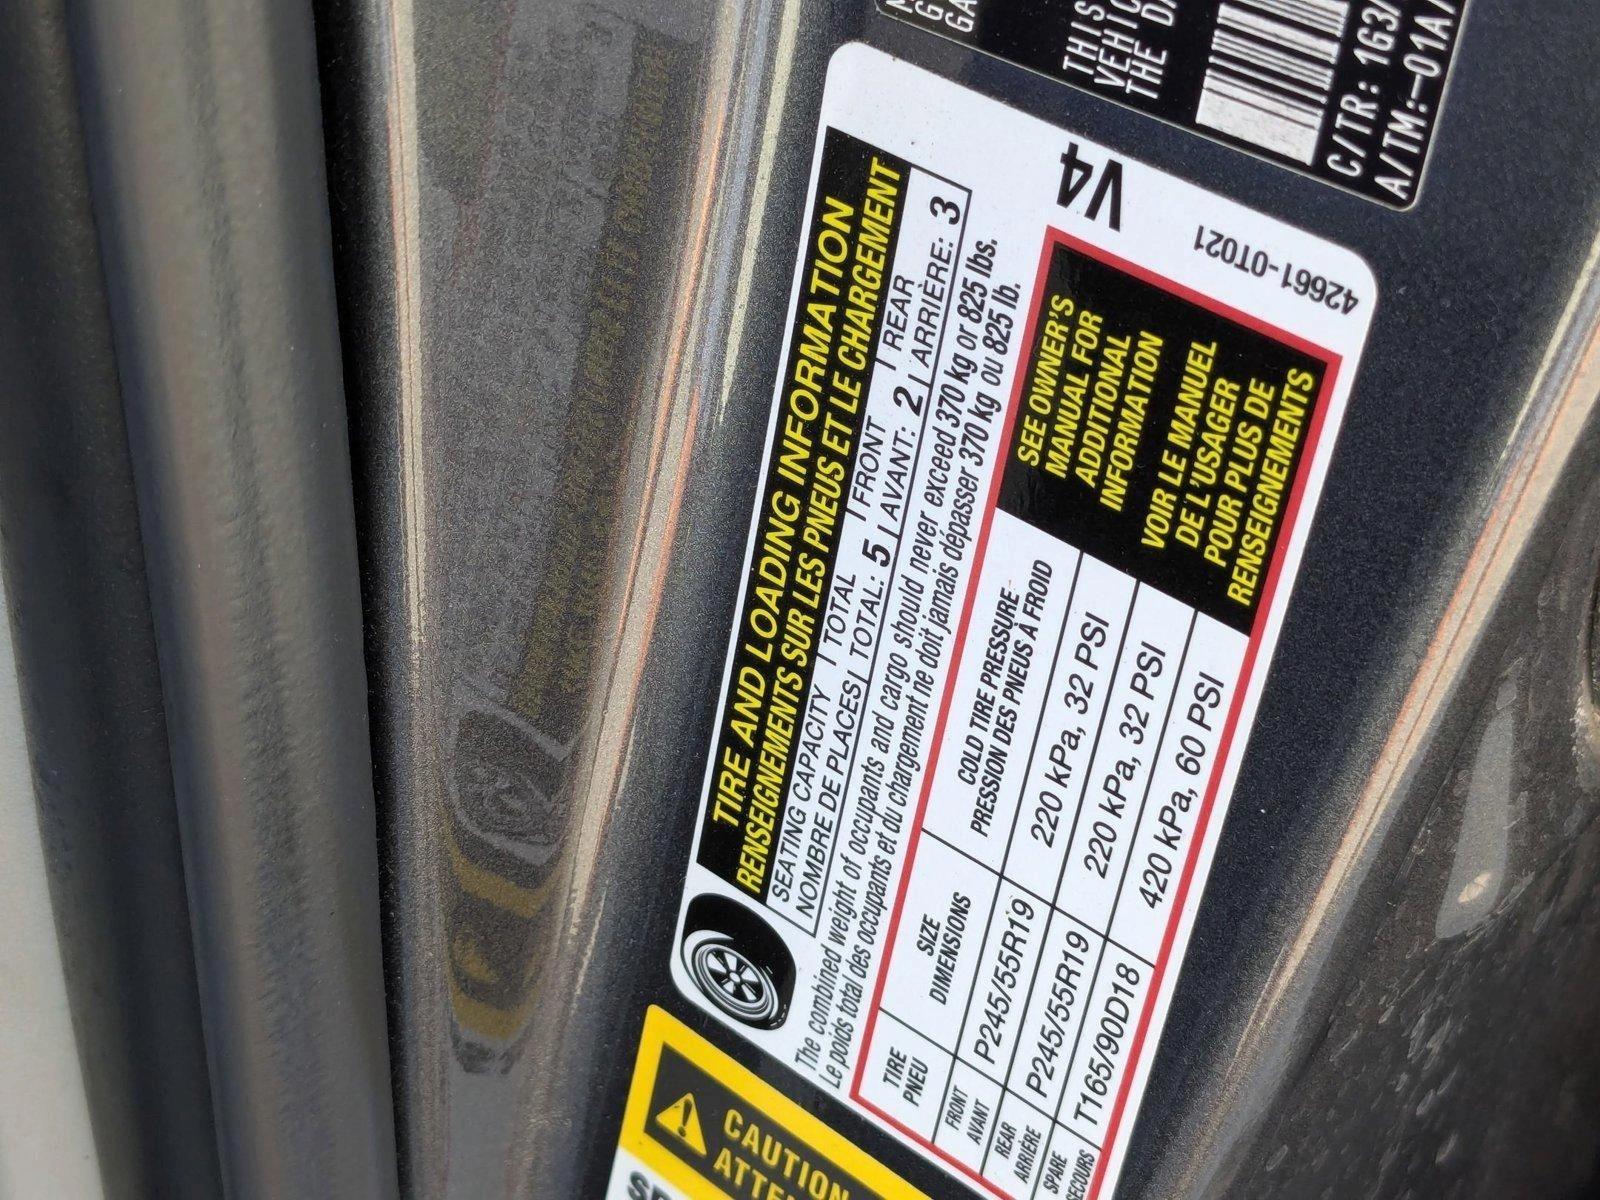 THIS
VEHIC
THE DA
C/TR: 1G3/
A/TM:-01A/
TIRE AND LOADING INFORMATION
RENSEIGNEMENTS SUR LES PNEUS ET LE CHARGEMENT
SEATING CAPACITY TOTAL FRONT REAR
NOMBRE DE PLACES TOTAL: 5 AVANT: 2 ARRIÈRE: 3
The combined weight of occupants and cargo should never exceed 370 kg or 825 lbs.
Le poids total des occupants et du chargement ne doit jamais dépasser 370 kg ou 825 lb.
TIRE SIZE COLD TIRE PRESSURE
PNEU DIMENSIONS PRESSION DES PNEUS À FROID
FRONT
AVANT P245/55R19 220 kPa, 32 PSI
REAR
ARRIÈRE P245/55R19 220 kPa, 32 PSI
SPARE
SECOURS T165/90D18 420 kPa, 60 PSI
SEE OWNER'S
MANUAL FOR
ADDITIONAL
INFORMATION
VOIR LE MANUEL
DE L'USAGER
POUR PLUS DE
RENSEIGNEMENTS
V4
42661-0T021
CAUTION